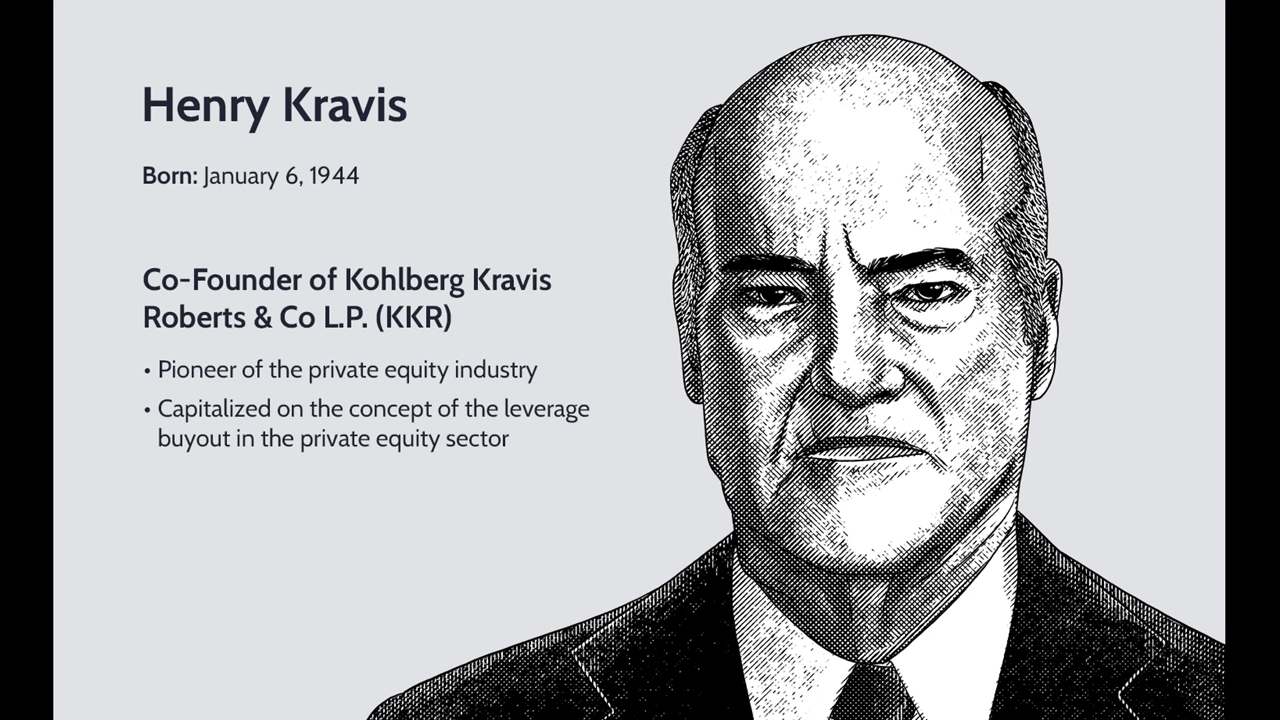 Henry Kravis
Born: January 6, 1944
Co-Founder of Kohlberg Kravis
Roberts & Co L.P. (KKR)
• Pioneer of the private equity industry
• Capitalized on the concept of the leverage
buyout in the private equity sector